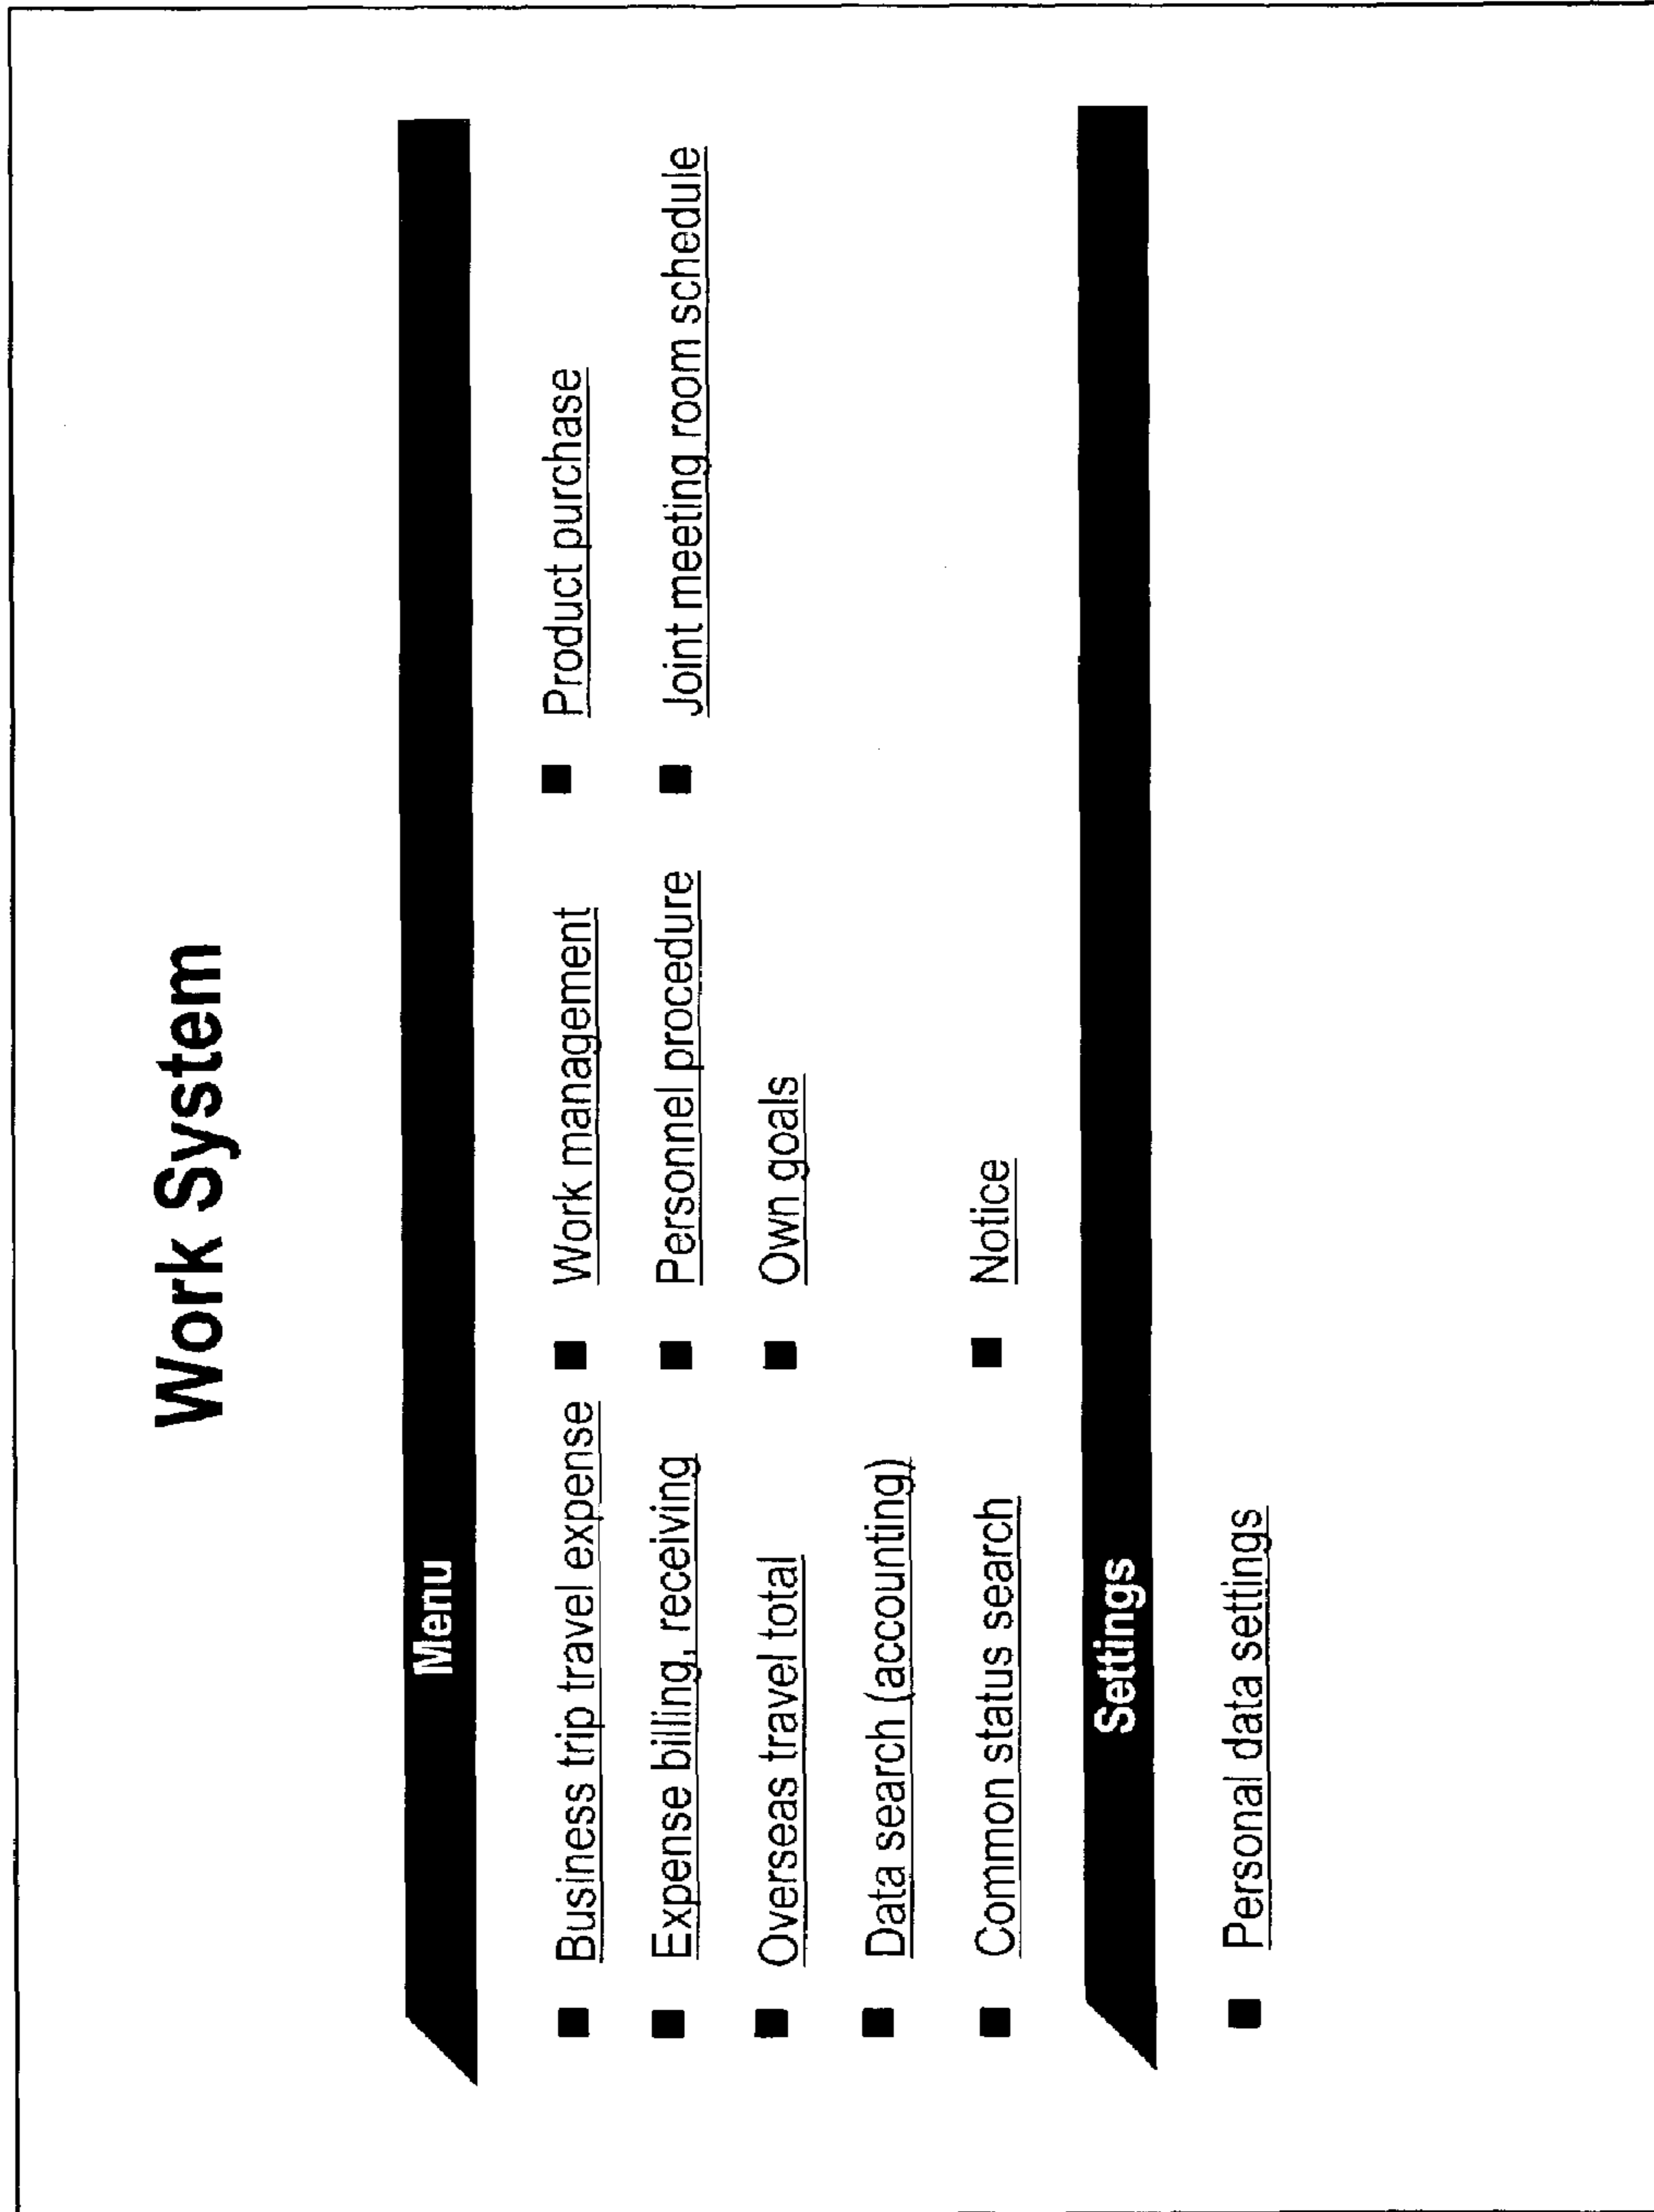 Work System
Menu
Business trip travel expense
Work management
Product purchase
Expense billing, receiving
Personnel procedure
Joint meeting room schedule
Overseas travel total
Own goals
Data search (accounting)
Common status search
Notice
Settings
Personal data settings